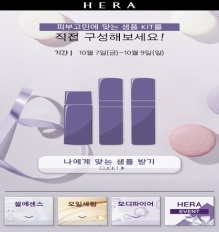 HERA
피부고민에 맞는 샘플 KIT를
직접 구성해보세요!
기간 | 10월 7일(금)~10월 9일(일)
나에게 맞는 샘플 받기
CLICK!
셀에센스
오일세럼
모디파이어
HERA
EVENT